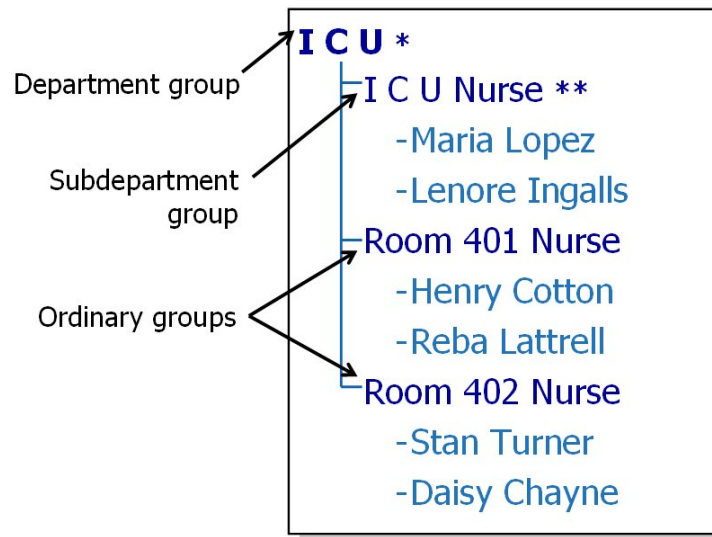 I C U *
Department group
I C U Nurse **
-Maria Lopez
Subdepartment
group
-Lenore Ingalls
Room 401 Nurse
-Henry Cotton
Ordinary groups
-Reba Lattrell
Room 402 Nurse
-Stan Turner
-Daisy Chayne